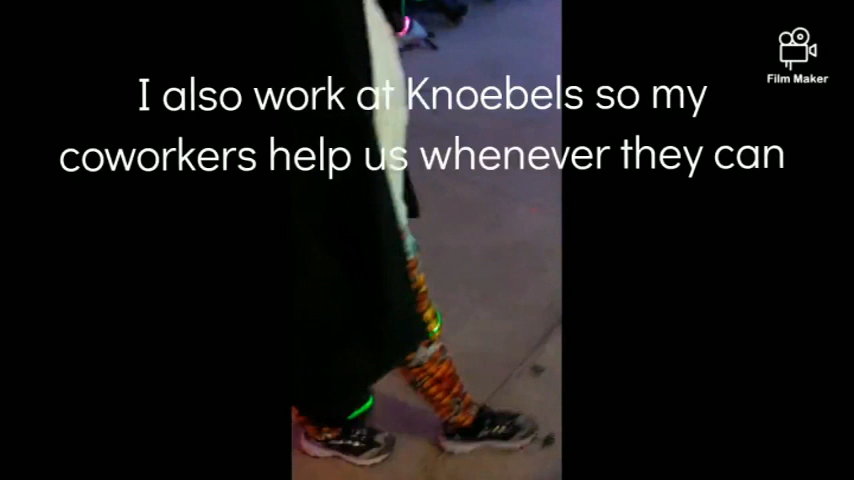 I also work at Knoebels so my
coworkers help us whenever they can
Film Maker